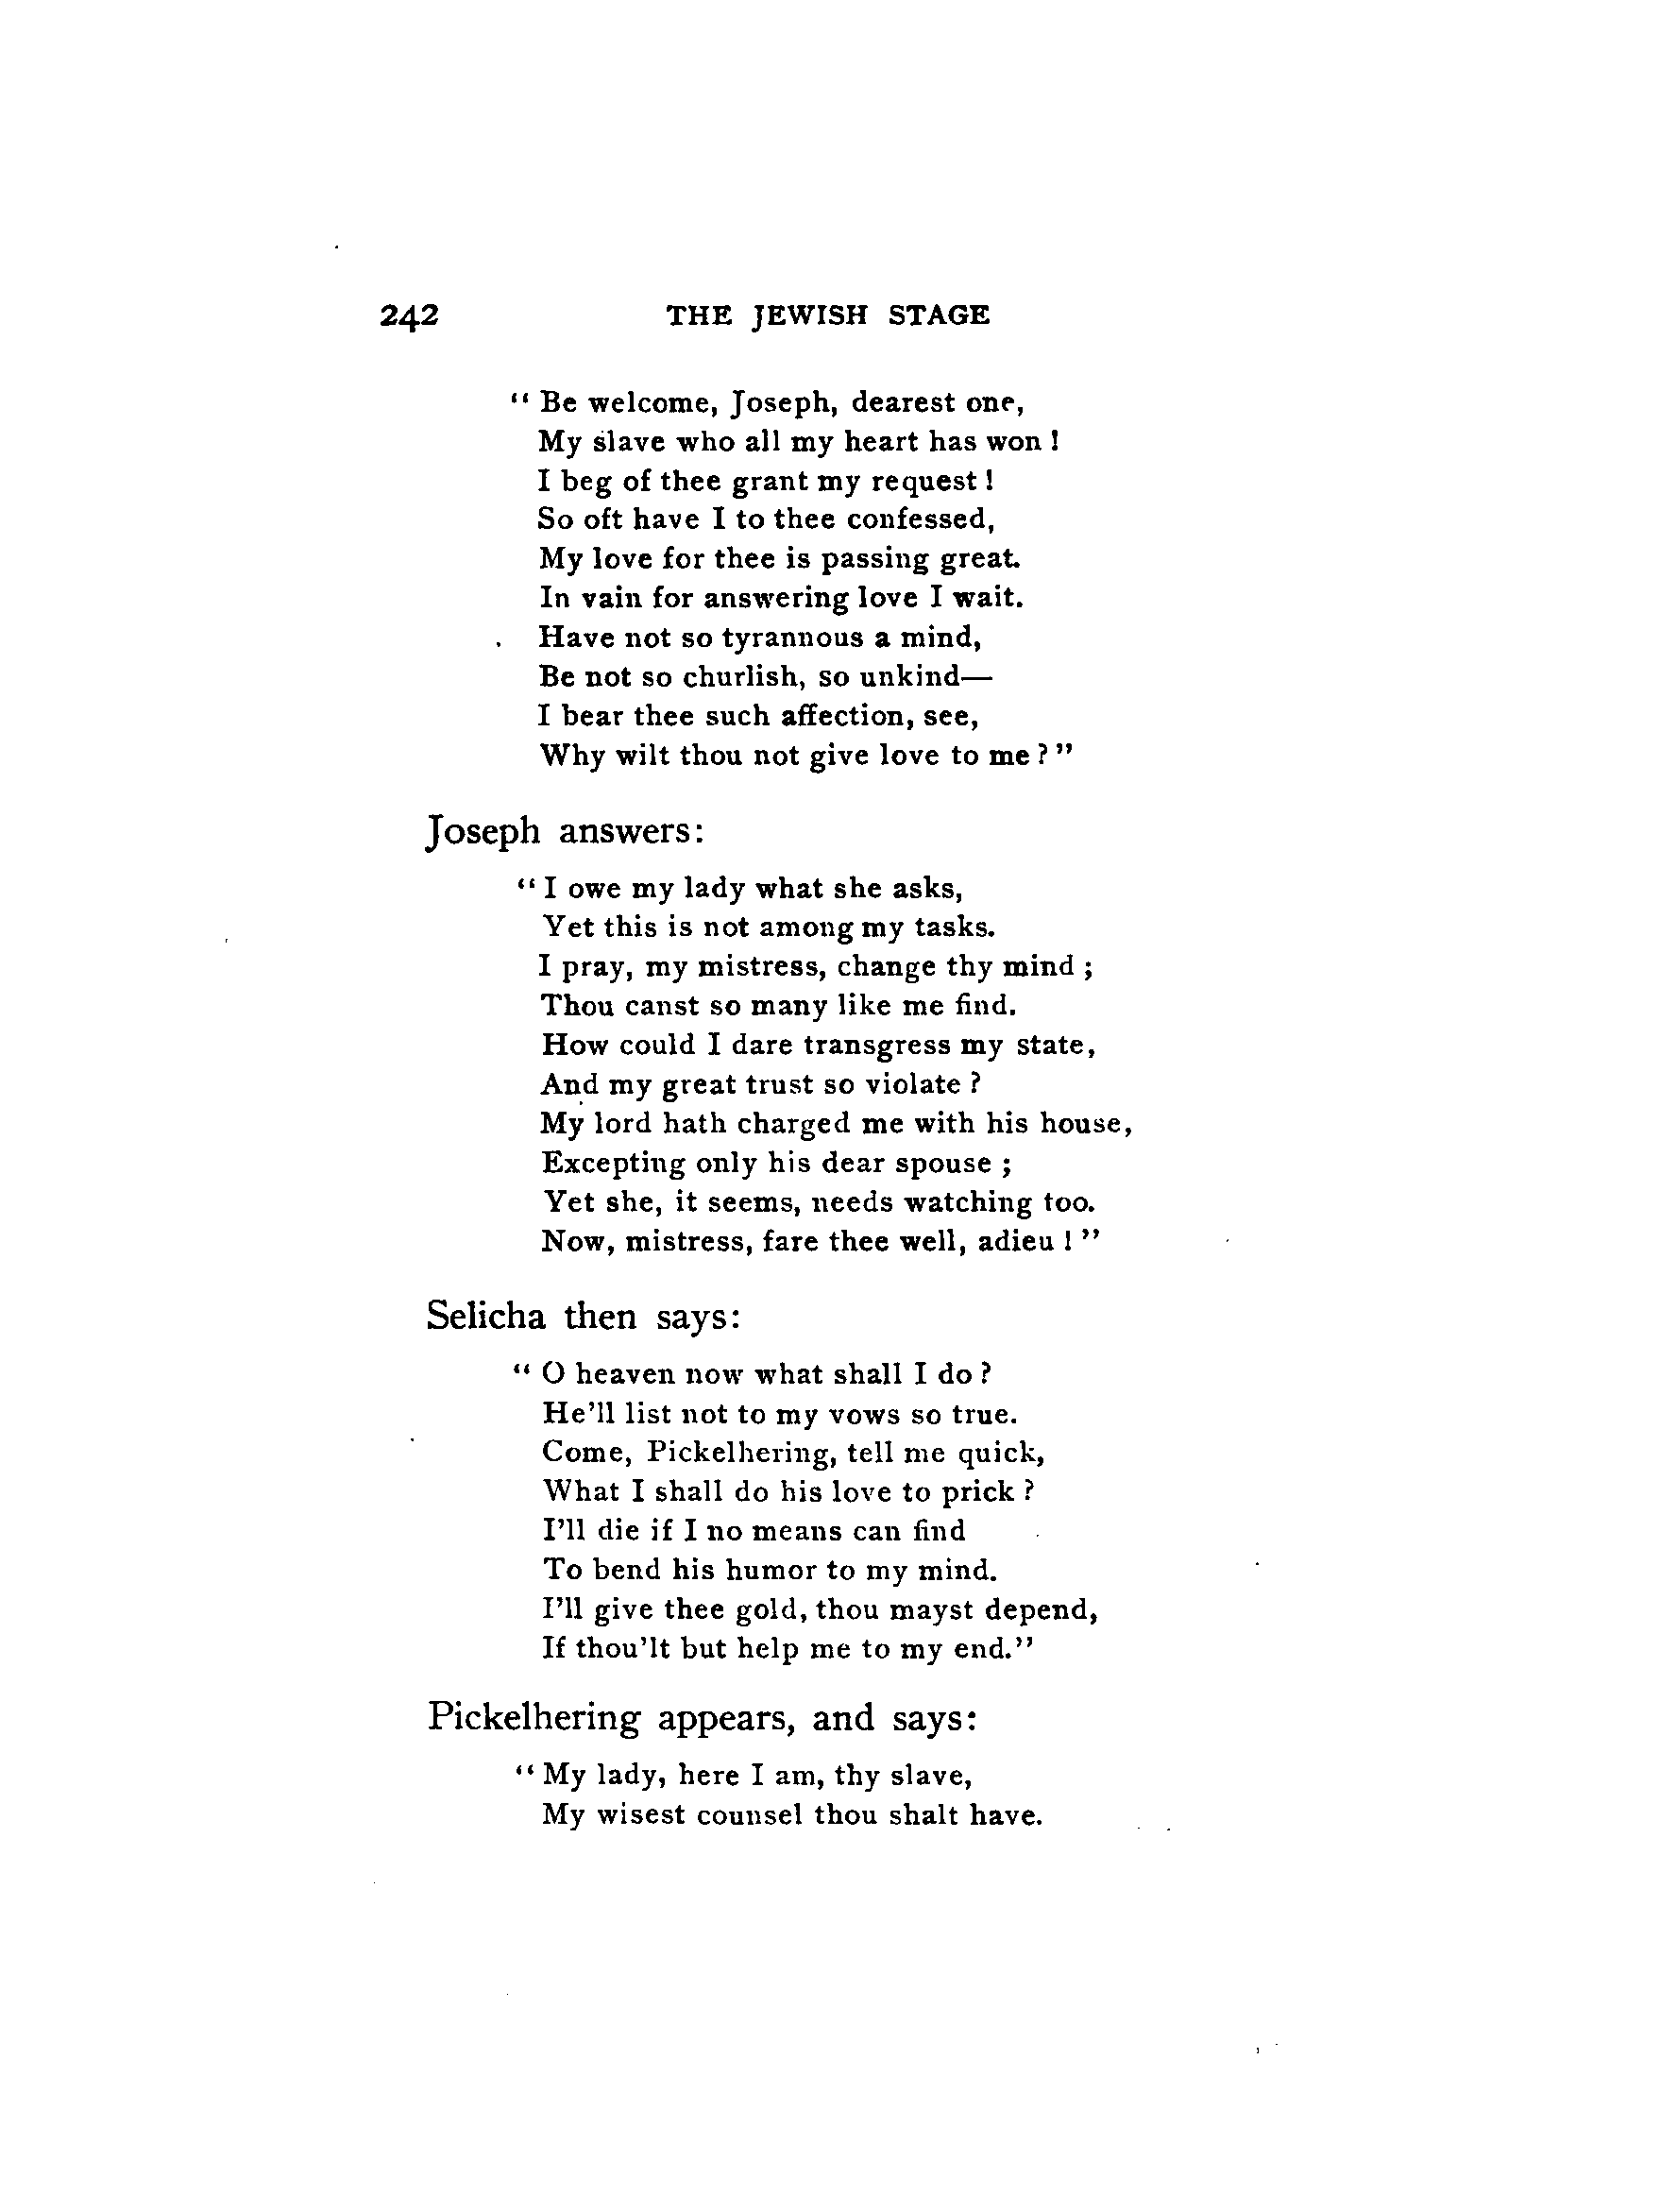 242 THE JEWISH STAGE
“ Be welcome, Joseph, dearest one,
My slave who all my heart has won !
I beg of thee grant my request !
So oft have I to thee confessed,
My love for thee is passing great.
In vain for answering love I wait.
Have not so tyrannous a mind,
Be not so churlish, so unkind—
I bear thee such affection, see,
Why wilt thou not give love to me ? ”
Joseph answers:
“ I owe my lady what she asks,
Yet this is not among my tasks.
I pray, my mistress, change thy mind ;
Thou canst so many like me find.
How could I dare transgress my state,
And my great trust so violate ?
My lord hath charged me with his house,
Excepting only his dear spouse ;
Yet she, it seems, needs watching too.
Now, mistress, fare thee well, adieu ! ”
Selicha then says:
“ O heaven now what shall I do ?
He’ll list not to my vows so true.
Come, Pickelhering, tell me quick,
What I shall do his love to prick ?
I’ll die if I no means can find
To bend his humor to my mind.
I’ll give thee gold, thou mayst depend,
If thou’lt but help me to my end.”
Pickelhering appears, and says:
“ My lady, here I am, thy slave,
My wisest counsel thou shalt have.